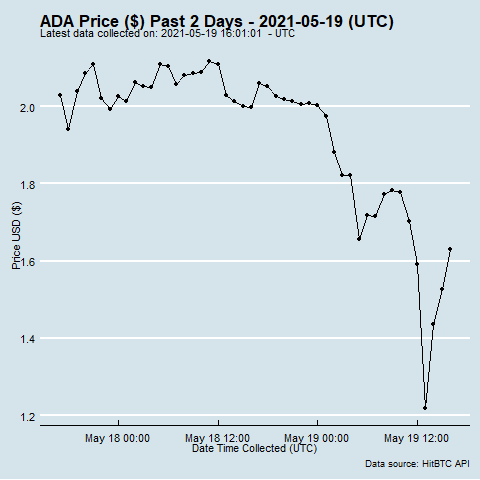 ADA Price ($) Past 2 Days - 2021-05-19 (UTC)
Latest data collected on: 2021-05-19 16:01:01  - UTC
2.0
1.8
1.6
1.4
1.2
Price USD ($)
May 18 00:00
May 18 12:00
May 19 00:00
May 19 12:00
Date Time Collected (UTC)
Data source: HitBTC API